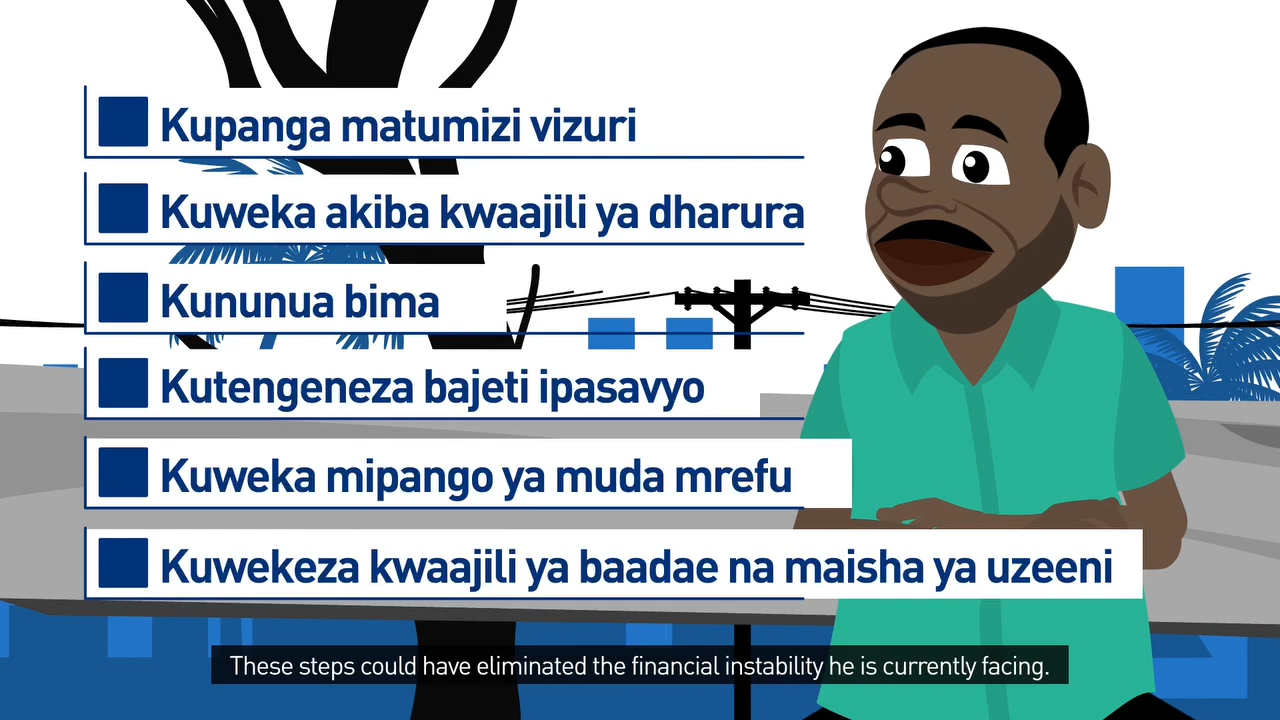 Kupanga matumizi vizuri
Kuweka akiba kwaajili ya dharura
Kununua bima
Kutengeneza bajeti ipasavyo
Kuweka mipango ya muda mrefu
Kuwekeza kwaajili ya baadae na maisha ya uzeeni
These steps could have eliminated the financial instability he is currently facing.